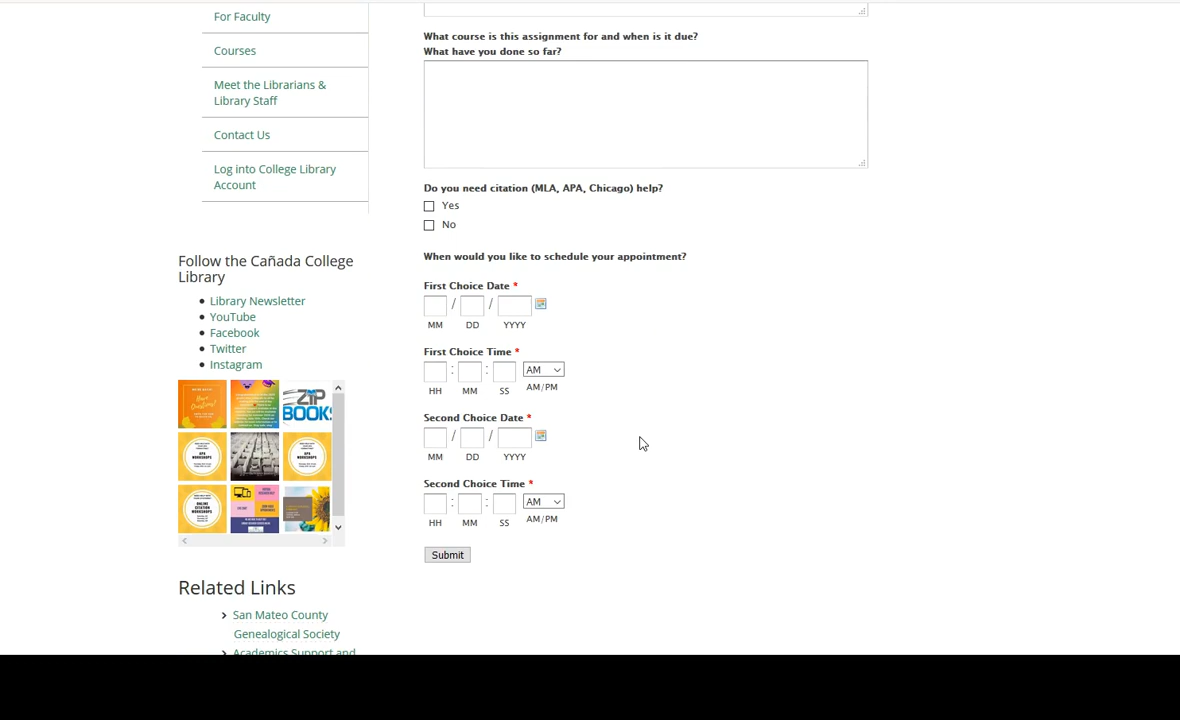 For Faculty
Courses
Meet the Librarians &
Library Staff
Contact Us
Log into College Library
Account
Follow the Cañada College
Library
Library Newsletter
YouTube
Facebook
Twitter
Instagram
ZIP
BOOKS
Related Links
San Mateo County
Genealogical Society
Academics Support and
What course is this assignment for and when is it due?
What have you done so far?
Do you need citation (MLA, APA, Chicago) help?
Yes
No
When would you like to schedule your appointment?
First Choice Date *
/ /
MM DD YYYY
First Choice Time *
: : AM
HH MM SS AM/PM
Second Choice Date *
/ /
MM DD YYYY
Second Choice Time *
: : AM
HH MM SS AM/PM
Submit